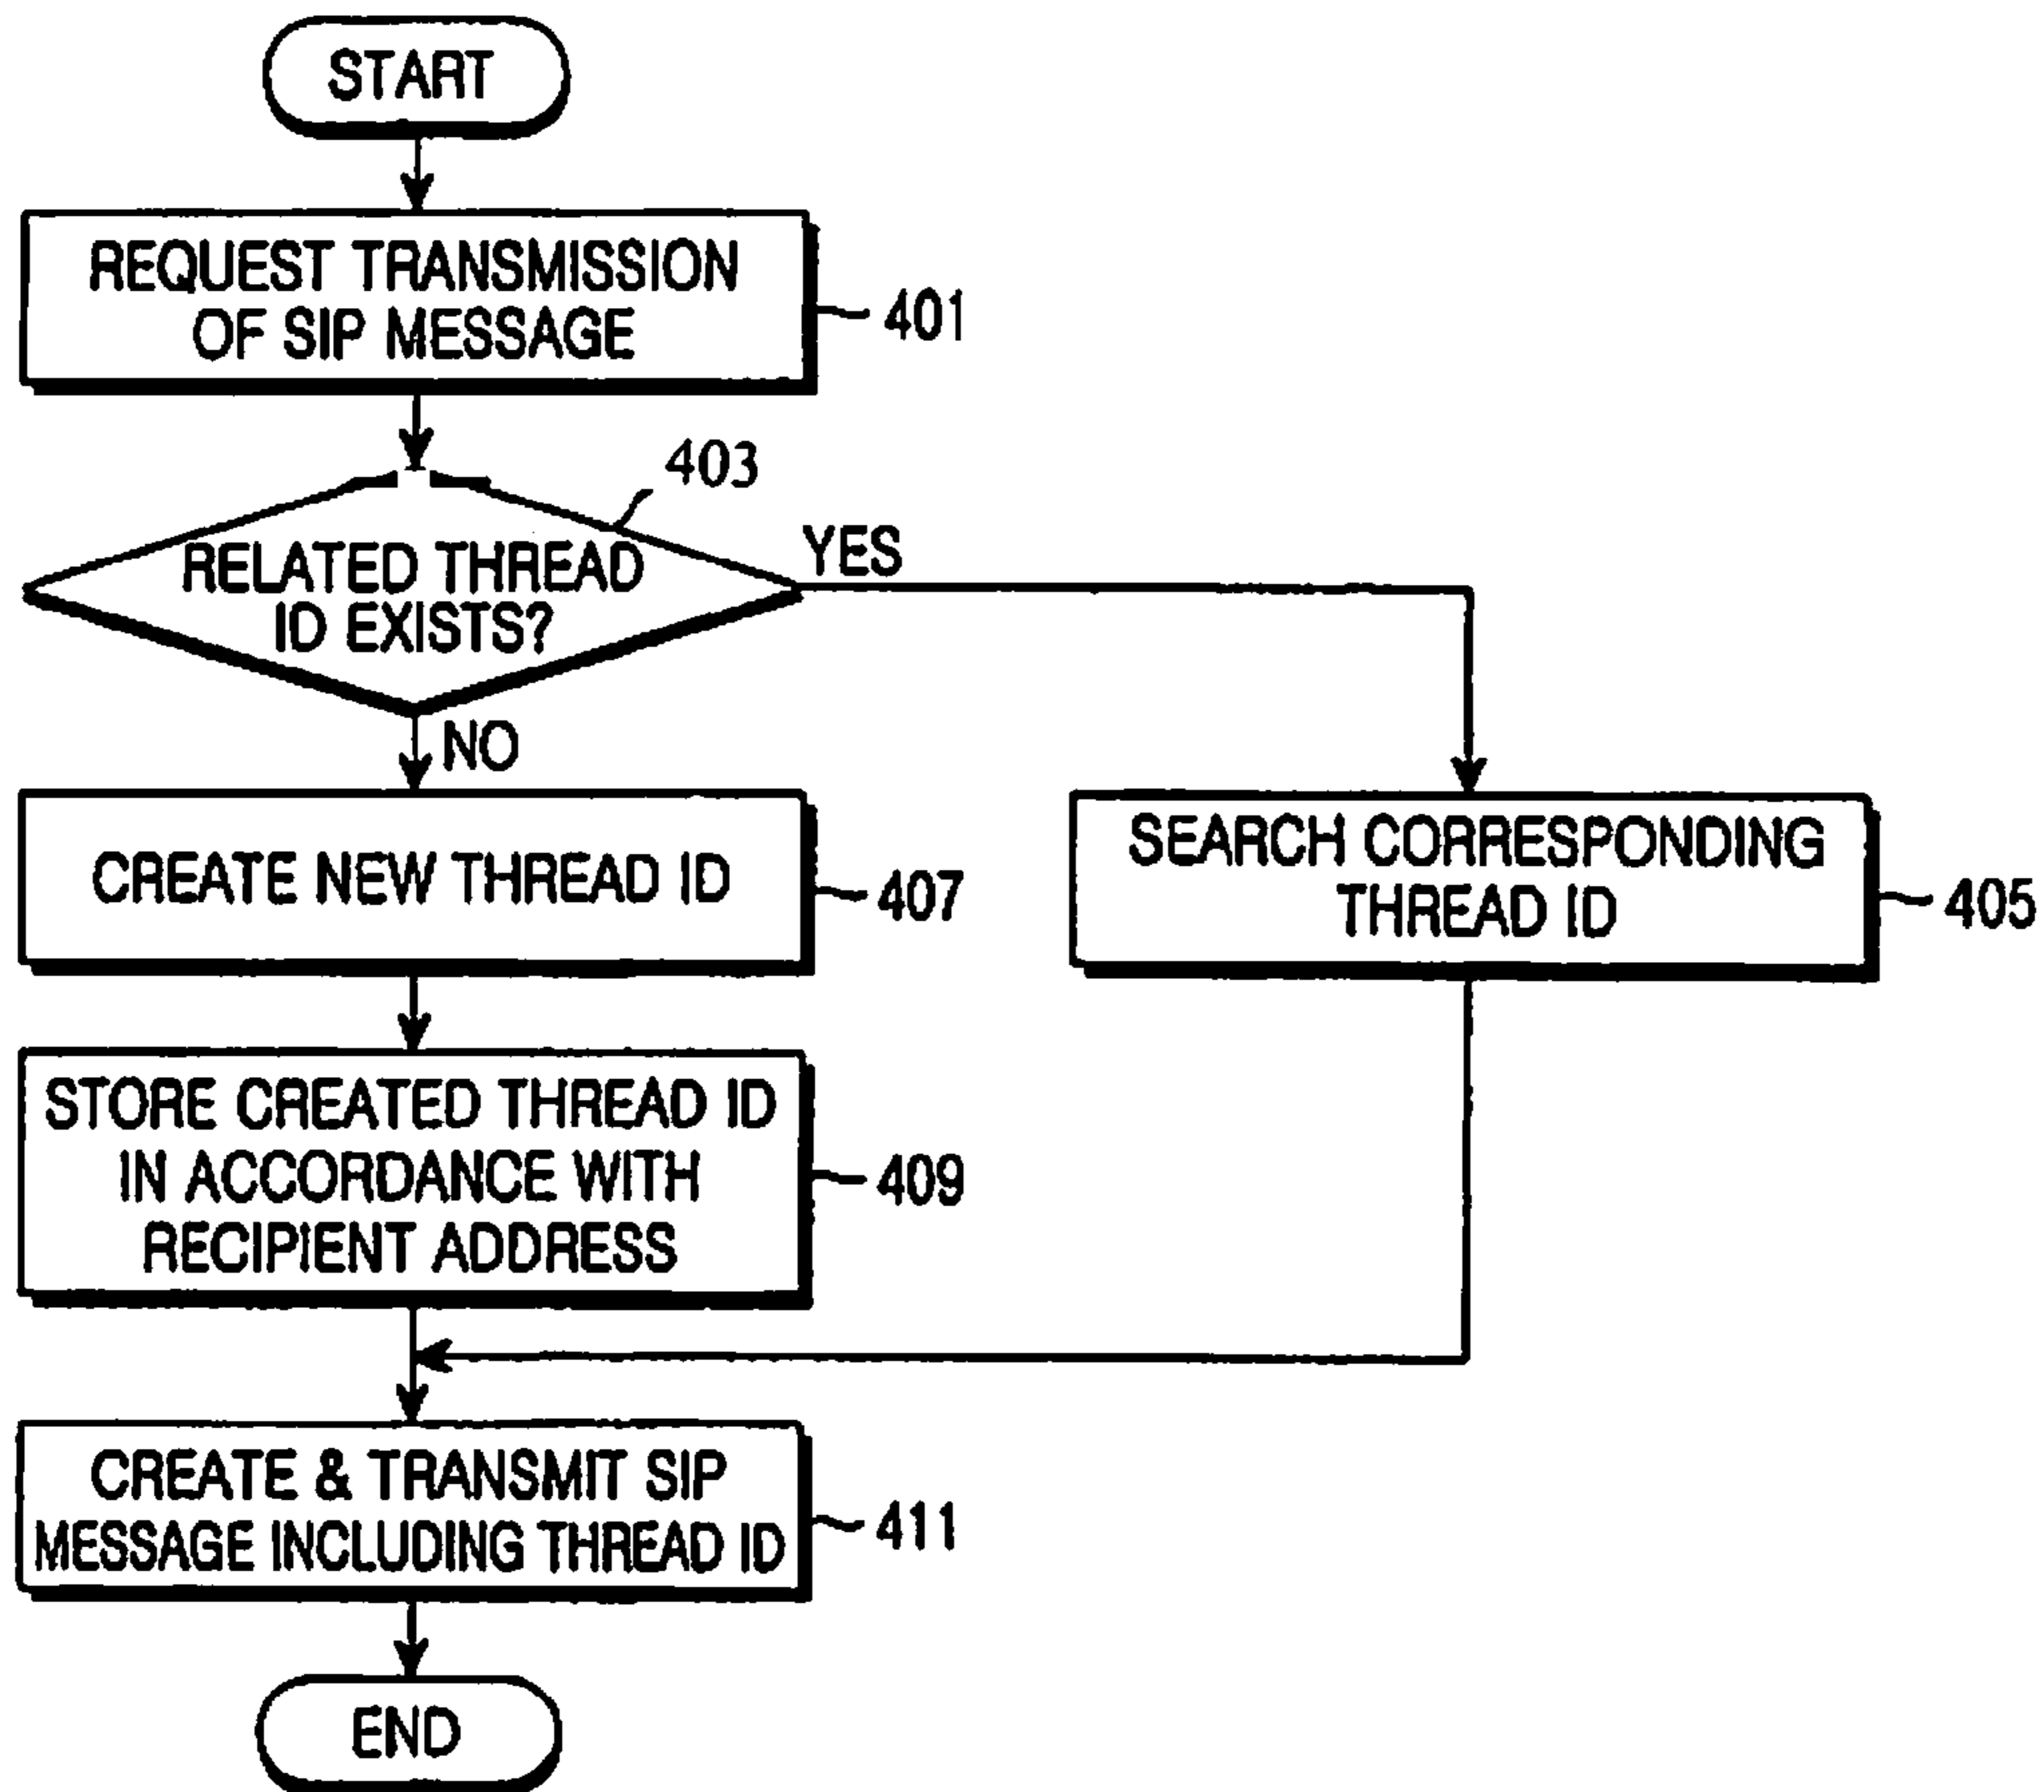 START
REQUEST TRANSMISSION
OF SIP MESSAGE
401
403
RELATED THREAD
ID EXISTS?
YES
NO
CREATE NEW THREAD ID
407
SEARCH CORRESPONDING
THREAD ID
405
STORE CREATED THREAD ID
IN ACCORDANCE WITH
RECIPIENT ADDRESS
409
CREATE & TRANSMIT SIP
MESSAGE INCLUDING THREAD ID
411
END